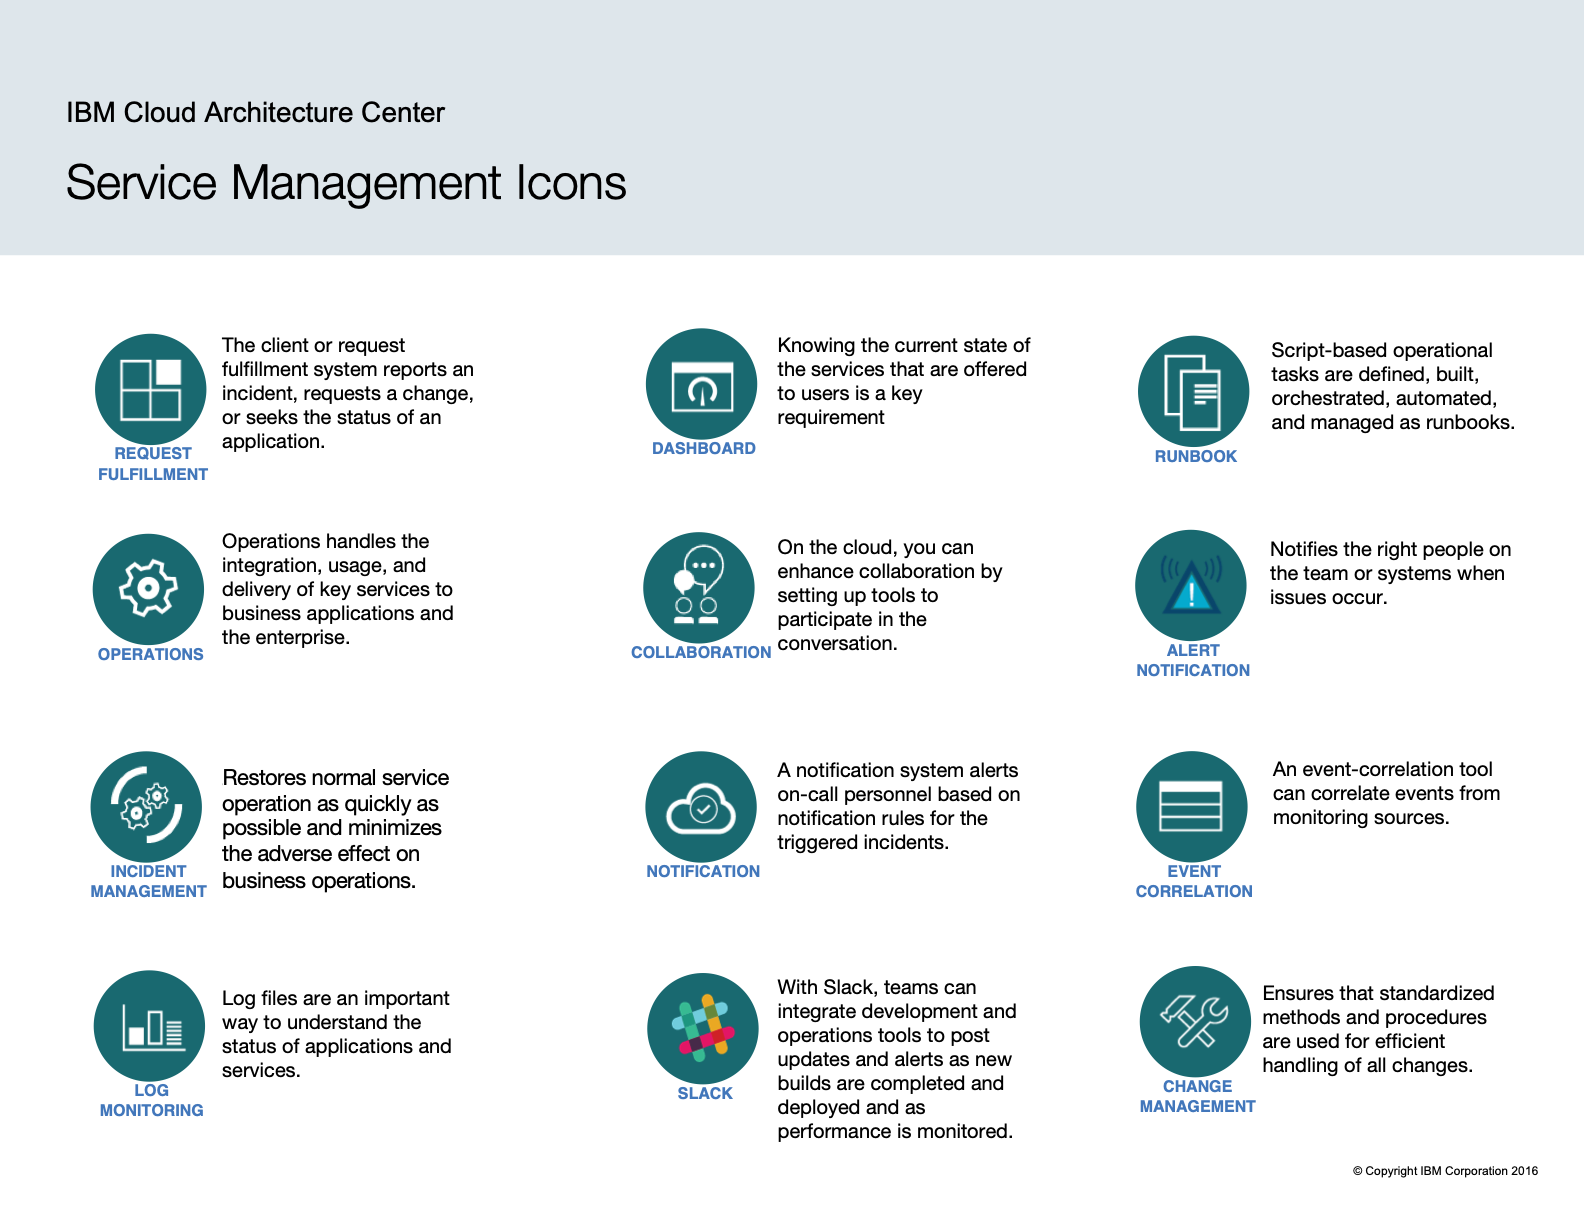 IBM Cloud Architecture Center
Service Management Icons
The client or request
fulfillment system reports an
incident, requests a change,
or seeks the status of an
application.
REQUEST
FULFILLMENT
Knowing the current state of
the services that are offered
to users is a key
requirement
DASHBOARD
Script-based operational
tasks are defined, built,
orchestrated, automated,
and managed as runbooks.
RUNBOOK
Operations handles the
integration, usage, and
delivery of key services to
business applications and
the enterprise.
OPERATIONS
On the cloud, you can
enhance collaboration by
setting up tools to
participate in the
conversation.
COLLABORATION
Notifies the right people on
the team or systems when
issues occur.
ALERT
NOTIFICATION
Restores normal service
operation as quickly as
possible and minimizes
the adverse effect on
business operations.
INCIDENT
MANAGEMENT
A notification system alerts
on-call personnel based on
notification rules for the
triggered incidents.
NOTIFICATION
An event-correlation tool
can correlate events from
monitoring sources.
EVENT
CORRELATION
Log files are an important
way to understand the
status of applications and
services.
LOG
MONITORING
With Slack, teams can
integrate development and
operations tools to post
updates and alerts as new
builds are completed and
deployed and as
performance is monitored.
SLACK
Ensures that standardized
methods and procedures
are used for efficient
handling of all changes.
CHANGE
MANAGEMENT
© Copyright IBM Corporation 2016